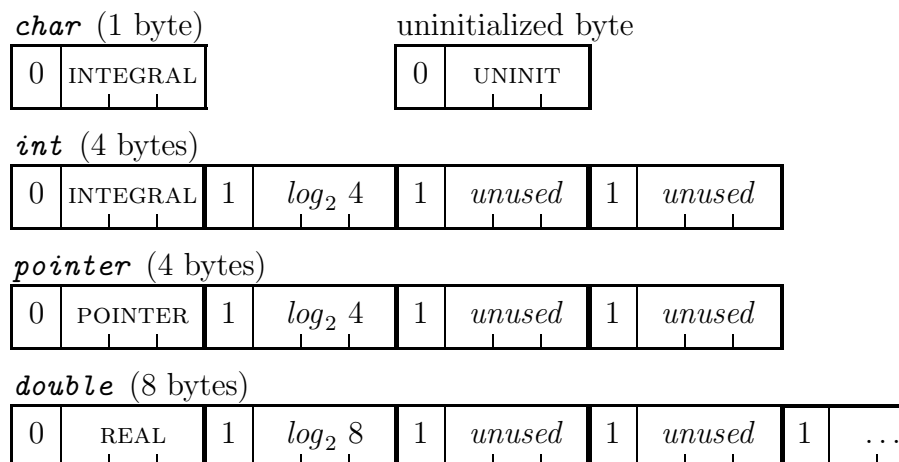 char (1 byte) uninitialized byte
0 INTEGRAL 0 UNINIT
int (4 bytes)
0 INTEGRAL 1 log₂ 4 1 unused 1 unused
pointer (4 bytes)
0 POINTER 1 log₂ 4 1 unused 1 unused
double (8 bytes)
0 REAL 1 log₂ 8 1 unused 1 unused 1 ...